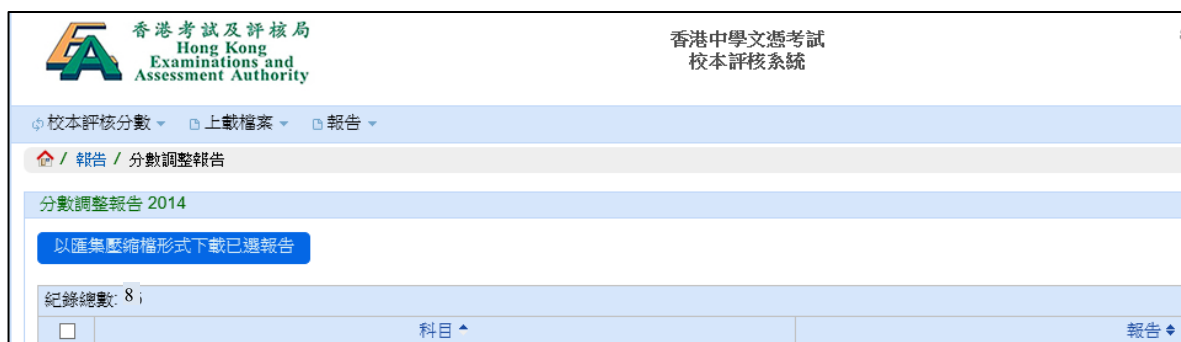 香港考試及評核局
Hong Kong
Examinations and
Assessment Authority
香港中學文憑考試
校本評核系統
校本評核分數 上載檔案 報告
/ 報告 / 分數調整報告
分數調整報告 2014
以匯集壓縮檔形式下載已選報告
紀錄總數: 8
科目 報告